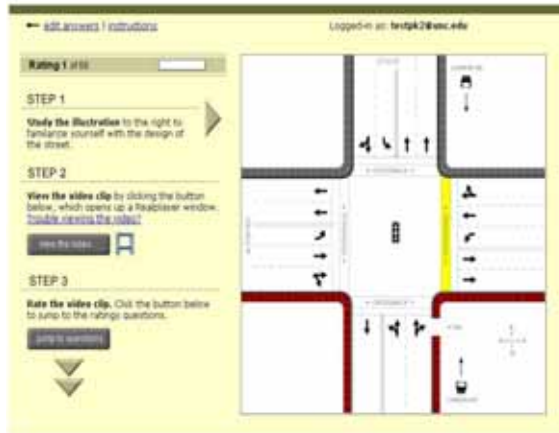 edit answers | instructions
Logged-in as: testpk2@unc.edu
Rating 1 of 50
STEP 1
Study the illustration to the right to
familiarize yourself with the design of
the street.
STEP 2
View the video clip by clicking the button
below, which opens up a Realplayer window.
Trouble viewing the video?
view the video
STEP 3
Rate the video clip. Click the button below
to jump to the ratings questions.
jump to questions